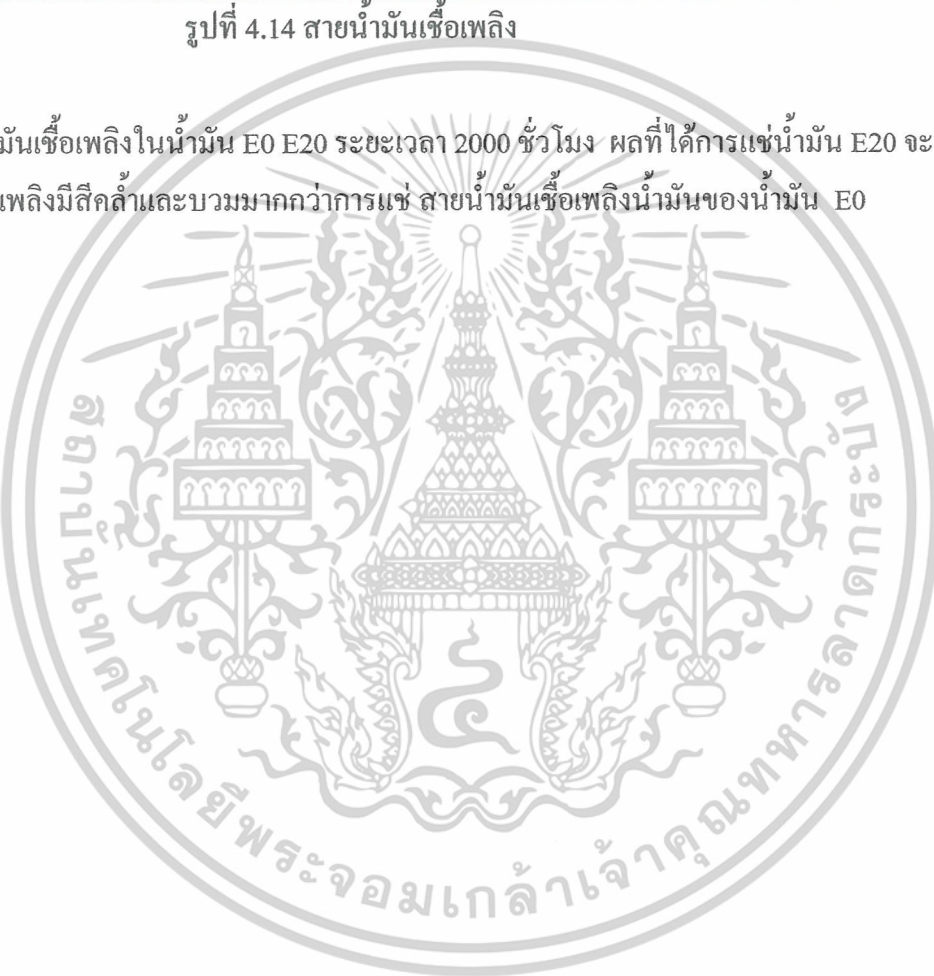 รูปที่ 4.14 สายน้ำมันเชื้อเพลิง
มันเชื้อเพลิงในน้ำมัน E0 E20 ระยะเวลา 2000 ชั่วโมง ผลที่ได้การแช่น้ำมัน E20 จะ
เพลิงมีสีคล้ำและบวมมากกว่าการแช่ สายน้ำมันเชื้อเพลิงน้ำมันของน้ำมัน E0
สถาบันเทคโนโลยีพระจอมเกล้าเจ้าคุณทหารลาดกระบัง
๔